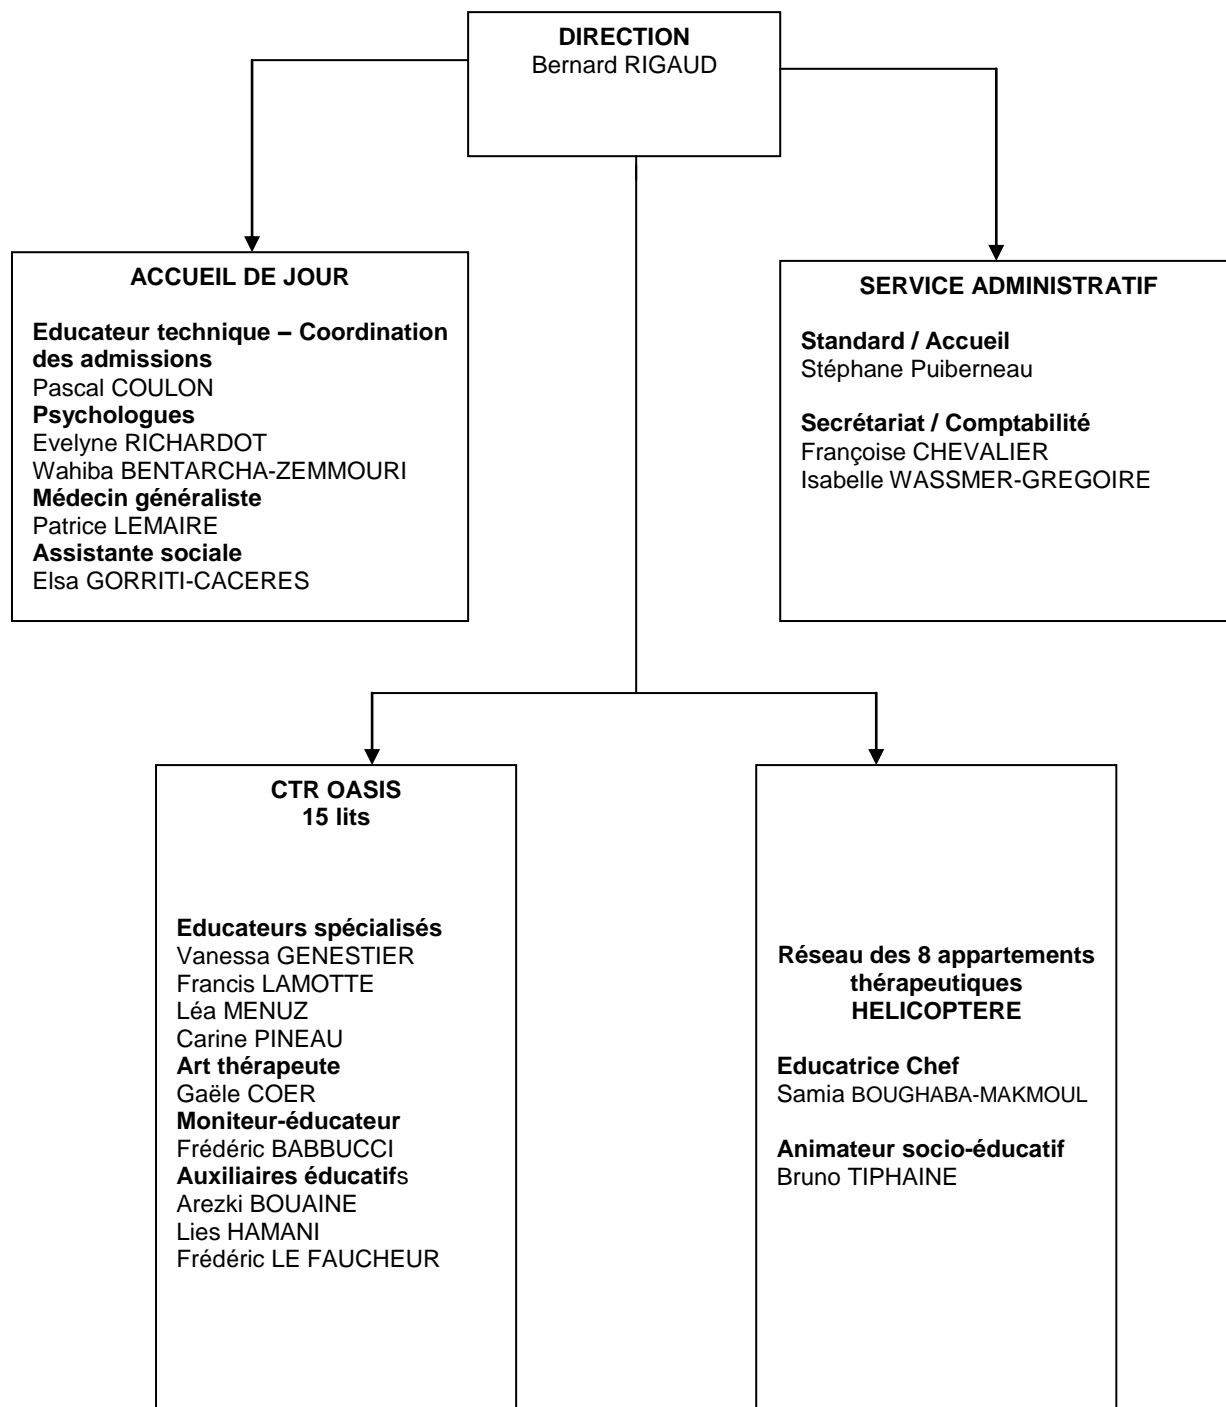 DIRECTION
Bernard RIGAUD
ACCUEIL DE JOUR
Educateur technique – Coordination
des admissions
Pascal COULON
Psychologues
Evelyne RICHARDOT
Wahiba BENTARCHA-ZEMMOURI
Médecin généraliste
Patrice LEMAIRE
Assistante sociale
Elsa GORRITI-CACERES
SERVICE ADMINISTRATIF
Standard / Accueil
Stéphane Puiberneau
Secrétariat / Comptabilité
Françoise CHEVALIER
Isabelle WASSMER-GREGOIRE
CTR OASIS
15 lits
Educateurs spécialisés
Vanessa GENESTIER
Francis LAMOTTE
Léa MENUZ
Carine PINEAU
Art thérapeute
Gaële COER
Moniteur-éducateur
Frédéric BABBUCCI
Auxiliaires éducatifs
Arezki BOUAINE
Lies HAMANI
Frédéric LE FAUCHEUR
Réseau des 8 appartements
thérapeutiques
HELICOPTERE
Educatrice Chef
Samia BOUGHABA-MAKMOUL
Animateur socio-éducatif
Bruno TIPHAINE